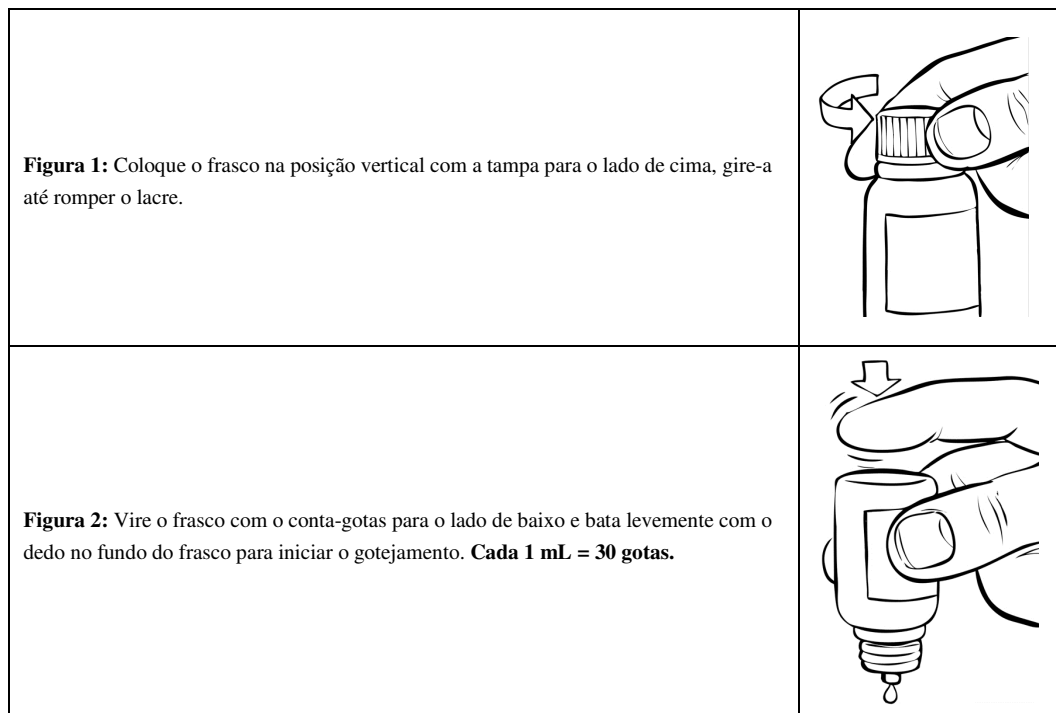 Figura 1: Coloque o frasco na posição vertical com a tampa para o lado de cima, gire-a
até romper o lacre.
Figura 2: Vire o frasco com o conta-gotas para o lado de baixo e bata levemente com o
dedo no fundo do frasco para iniciar o gotejamento. Cada 1 mL = 30 gotas.